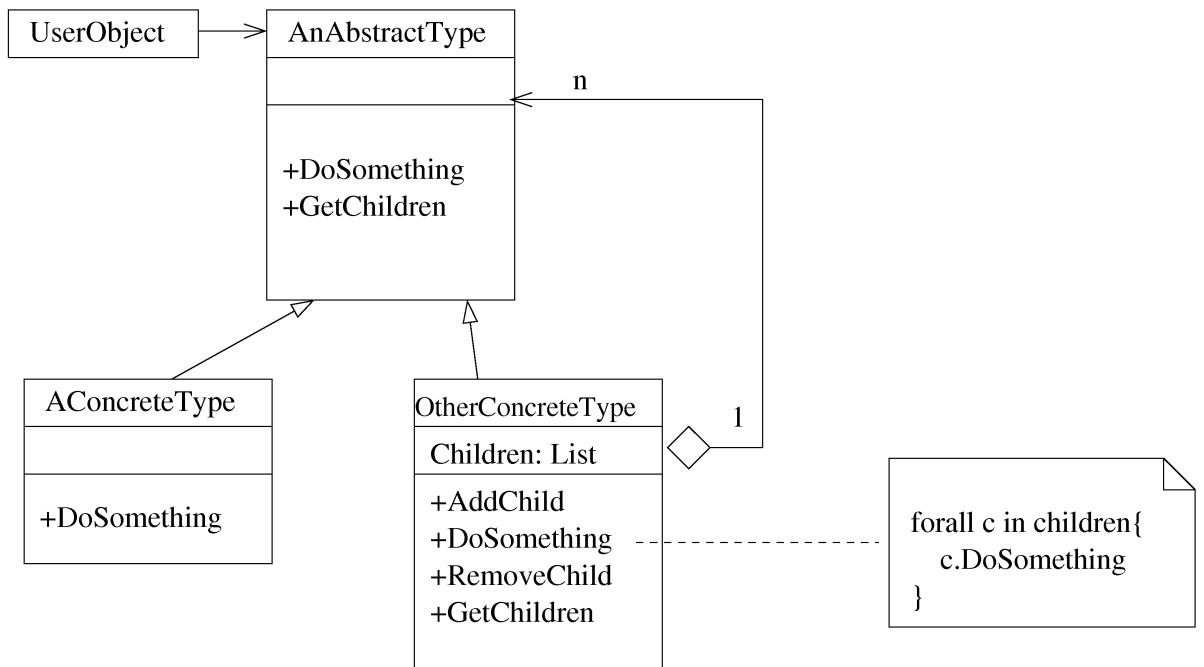 UserObject
AnAbstractType
n
+DoSomething
+GetChildren
AConcreteType
+DoSomething
OtherConcreteType
1
Children: List
+AddChild
+DoSomething
+RemoveChild
+GetChildren
forall c in children{
c.DoSomething
}